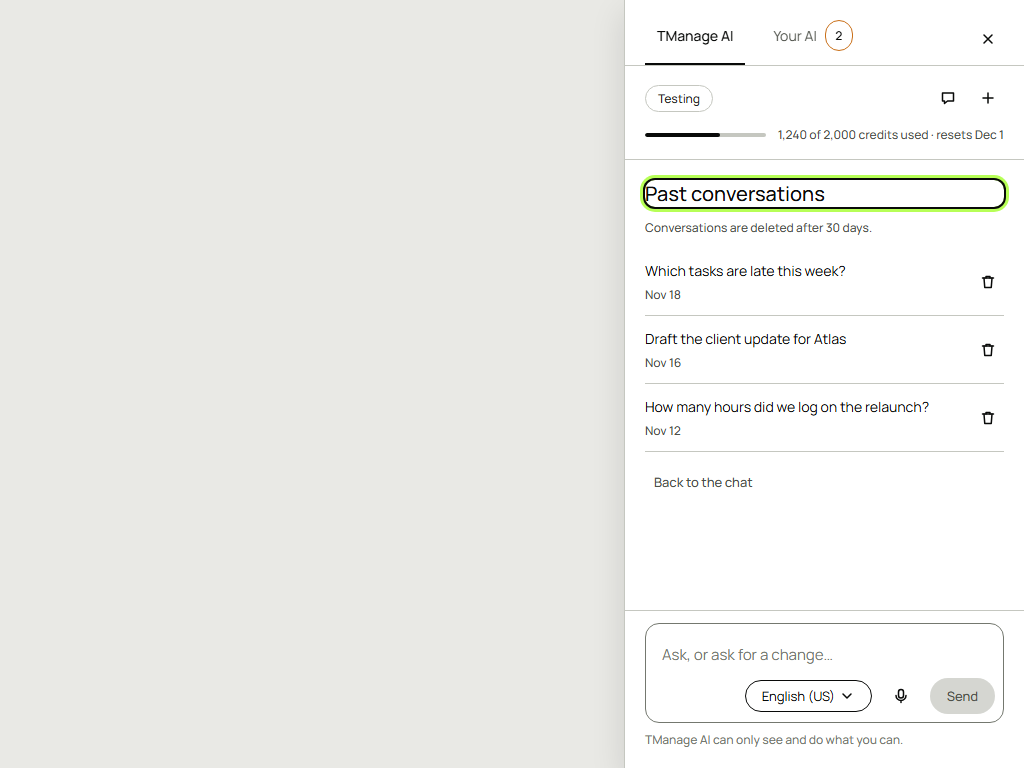 TManage AI
Your AI 2
Testing
1,240 of 2,000 credits used · resets Dec 1
Past conversations
Conversations are deleted after 30 days.
Which tasks are late this week?
Nov 18
Draft the client update for Atlas
Nov 16
How many hours did we log on the relaunch?
Nov 12
Back to the chat
Ask, or ask for a change…
English (US)
Send
TManage AI can only see and do what you can.